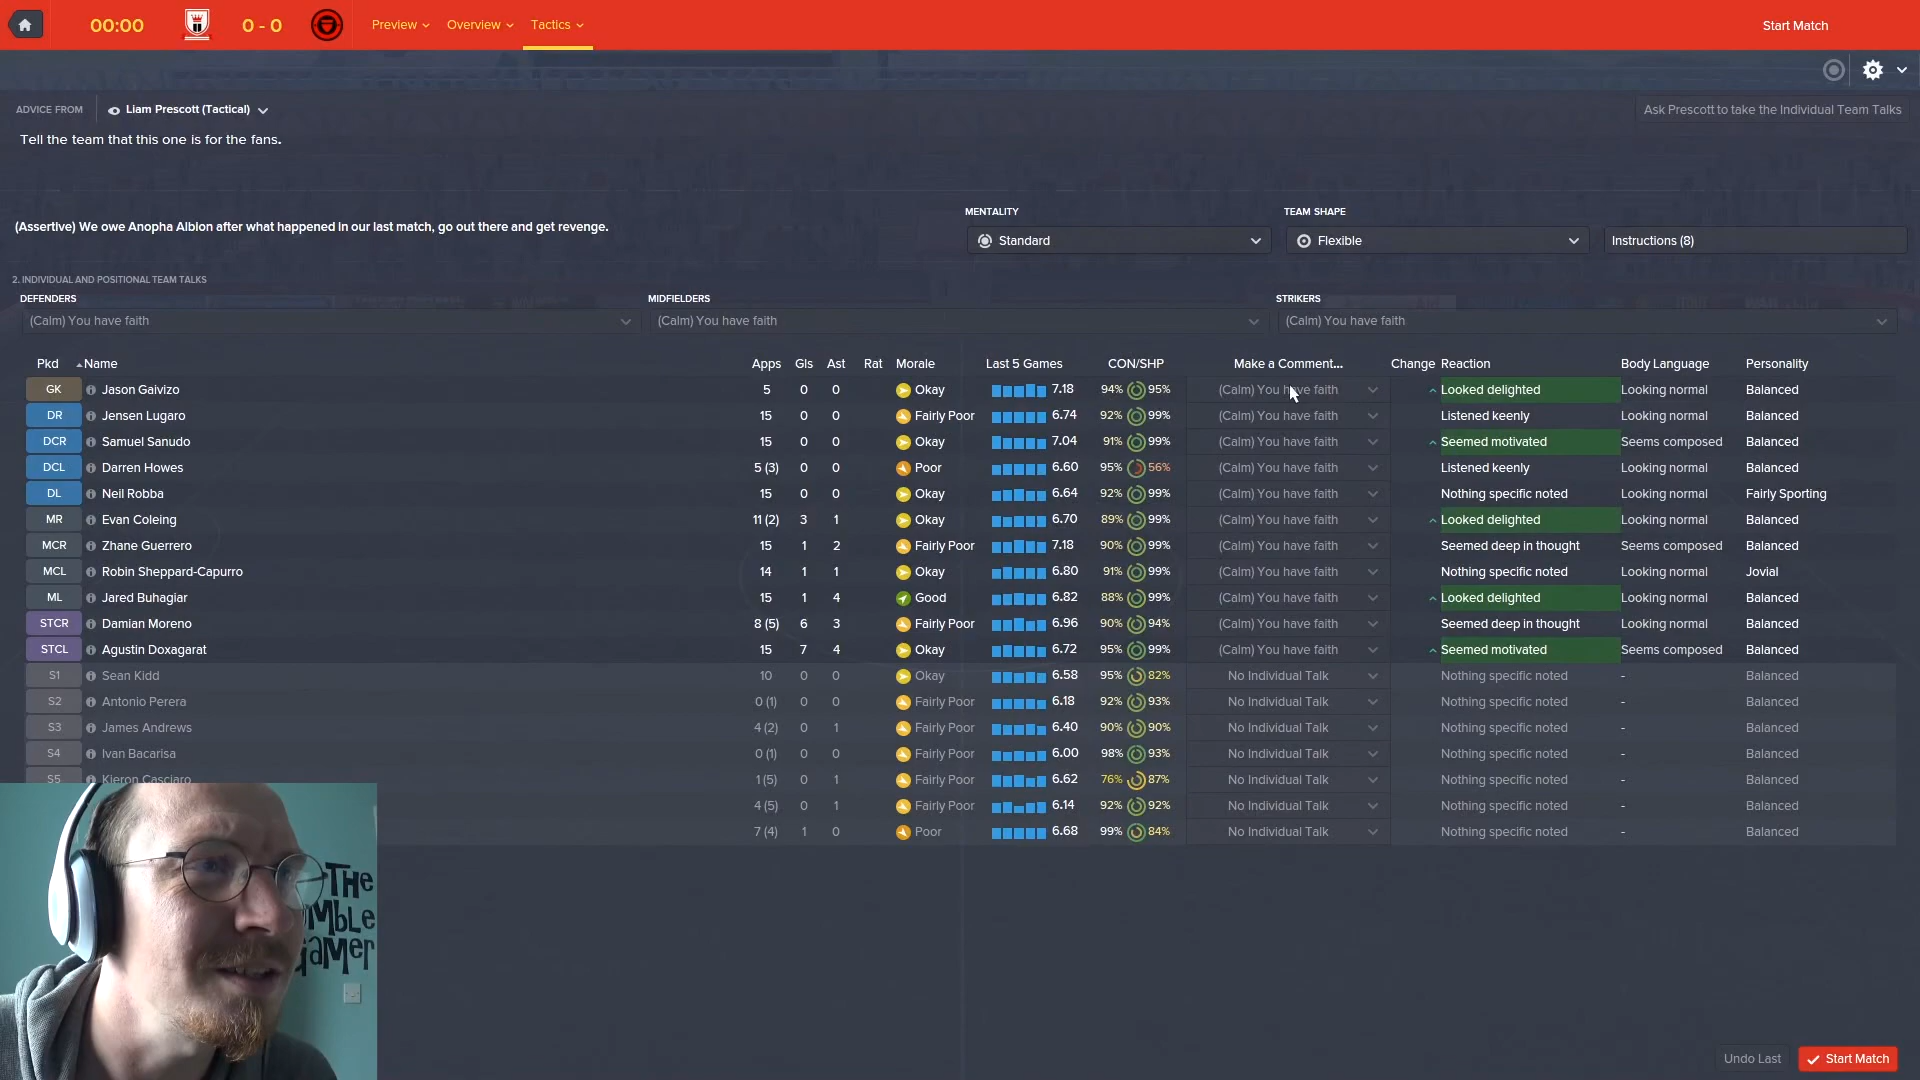 00:00 0 - 0 Preview Overview Tactics Start Match
ADVICE FROM Liam Prescott (Tactical) Ask Prescott to take the Individual Team Talks
Tell the team that this one is for the fans.
MENTALITY TEAM SHAPE
(Assertive) We owe Anopha Albion after what happened in our last match, go out there and get revenge.
Standard Flexible Instructions (8)
2. INDIVIDUAL AND POSITIONAL TEAM TALKS
DEFENDERS MIDFIELDERS STRIKERS
(Calm) You have faith (Calm) You have faith (Calm) You have faith
Pkd Name Apps Gls Ast Rat Morale Last 5 Games CON/SHP Make a Comment... Change Reaction Body Language Personality
GK Jason Gaivizo 5 0 0 Okay 7.18 94% 95% (Calm) You have faith Looked delighted Looking normal Balanced
DR Jensen Lugaro 15 0 0 Fairly Poor 6.74 92% 99% (Calm) You have faith Listened keenly Looking normal Balanced
DCR Samuel Sanudo 15 0 0 Okay 7.04 91% 99% (Calm) You have faith Seemed motivated Seems composed Balanced
DCL Darren Howes 5 (3) 0 0 Poor 6.60 95% 56% (Calm) You have faith Listened keenly Looking normal Balanced
DL Neil Robba 15 0 0 Okay 6.64 92% 99% (Calm) You have faith Nothing specific noted Looking normal Fairly Sporting
MR Evan Coleing 11 (2) 3 1 Okay 6.70 89% 99% (Calm) You have faith Looked delighted Looking normal Balanced
MCR Zhane Guerrero 15 1 2 Fairly Poor 7.18 90% 99% (Calm) You have faith Seemed deep in thought Seems composed Balanced
MCL Robin Sheppard-Capurro 14 1 1 Okay 6.80 91% 99% (Calm) You have faith Nothing specific noted Looking normal Jovial
ML Jared Buhagiar 15 1 4 Good 6.82 88% 99% (Calm) You have faith Looked delighted Looking normal Balanced
STCR Damian Moreno 8 (5) 6 3 Fairly Poor 6.96 90% 94% (Calm) You have faith Seemed deep in thought Looking normal Balanced
STCL Agustin Doxagarat 15 7 4 Okay 6.72 95% 99% (Calm) You have faith Seemed motivated Seems composed Balanced
S1 Sean Kidd 10 0 0 Okay 6.58 95% 82% No Individual Talk Nothing specific noted - Balanced
S2 Antonio Perera 0 (1) 0 0 Fairly Poor 6.18 92% 93% No Individual Talk Nothing specific noted - Balanced
S3 James Andrews 4 (2) 0 1 Fairly Poor 6.40 90% 90% No Individual Talk Nothing specific noted - Balanced
S4 Ivan Bacarisa 0 (1) 0 0 Fairly Poor 6.00 98% 93% No Individual Talk Nothing specific noted - Balanced
S5 Kieron Casciaro 1 (5) 0 1 Fairly Poor 6.62 76% 87% No Individual Talk Nothing specific noted - Balanced
4 (5) 0 1 Fairly Poor 6.14 92% 92% No Individual Talk Nothing specific noted - Balanced
7 (4) 1 0 Poor 6.68 99% 84% No Individual Talk Nothing specific noted - Balanced
THE
Undo Last Start Match